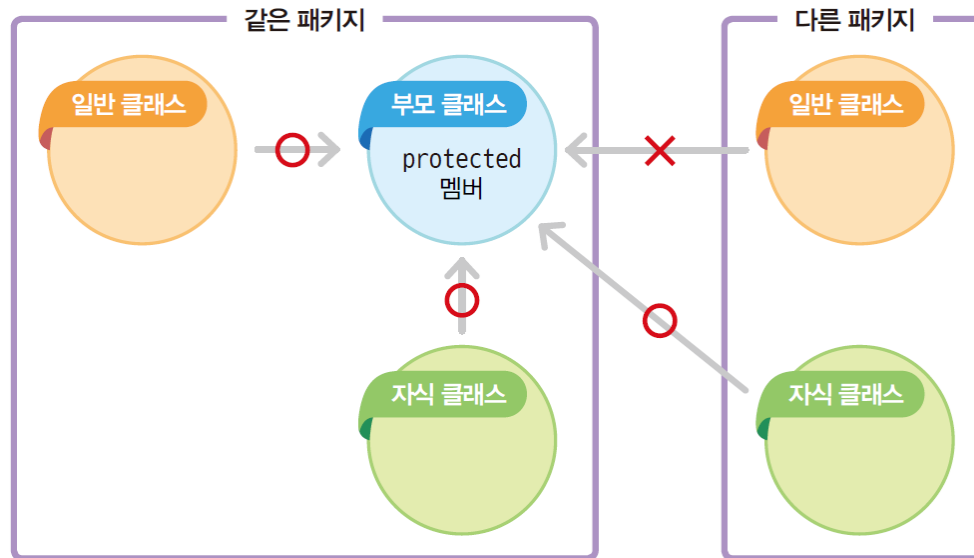 같은 패키지
다른 패키지
일반 클래스
부모 클래스
protected
멤버
일반 클래스
자식 클래스
자식 클래스